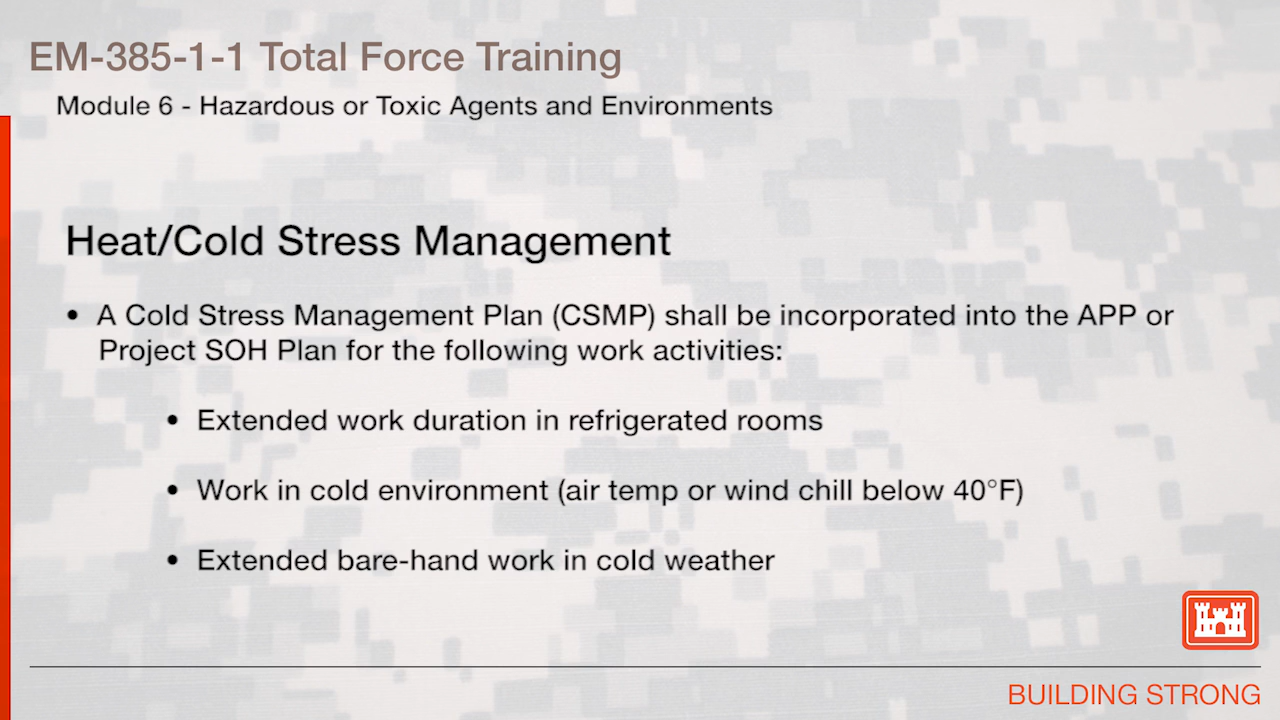 EM-385-1-1 Total Force Training
Module 6 - Hazardous or Toxic Agents and Environments
Heat/Cold Stress Management
• A Cold Stress Management Plan (CSMP) shall be incorporated into the APP or
Project SOH Plan for the following work activities:
• Extended work duration in refrigerated rooms
• Work in cold environment (air temp or wind chill below 40°F)
• Extended bare-hand work in cold weather
BUILDING STRONG